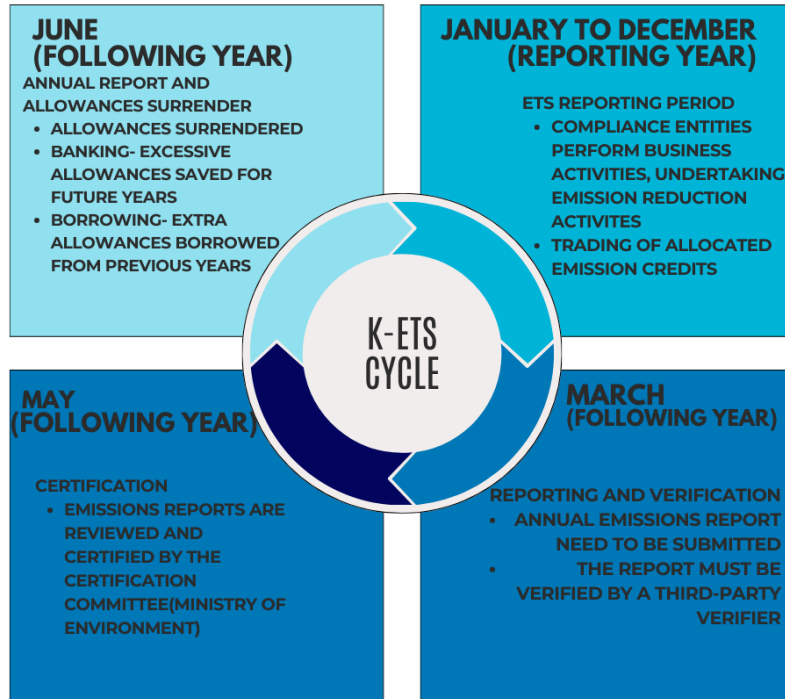 JUNE
(FOLLOWING YEAR)
ANNUAL REPORT AND
ALLOWANCES SURRENDER
• ALLOWANCES SURRENDERED
• BANKING- EXCESSIVE
ALLOWANCES SAVED FOR
FUTURE YEARS
• BORROWING- EXTRA
ALLOWANCES BORROWED
FROM PREVIOUS YEARS
JANUARY TO DECEMBER
(REPORTING YEAR)
ETS REPORTING PERIOD
• COMPLIANCE ENTITIES
PERFORM BUSINESS
ACTIVITIES, UNDERTAKING
EMISSION REDUCTION
ACTIVITES
• TRADING OF ALLOCATED
EMISSION CREDITS
K-ETS
CYCLE
MAY
(FOLLOWING YEAR)
CERTIFICATION
• EMISSIONS REPORTS ARE
REVIEWED AND
CERTIFIED BY THE
CERTIFICATION
COMMITTEE(MINISTRY OF
ENVIRONMENT)
MARCH
(FOLLOWING YEAR)
REPORTING AND VERIFICATION
• ANNUAL EMISSIONS REPORT
NEED TO BE SUBMITTED
• THE REPORT MUST BE
VERIFIED BY A THIRD-PARTY
VERIFIER